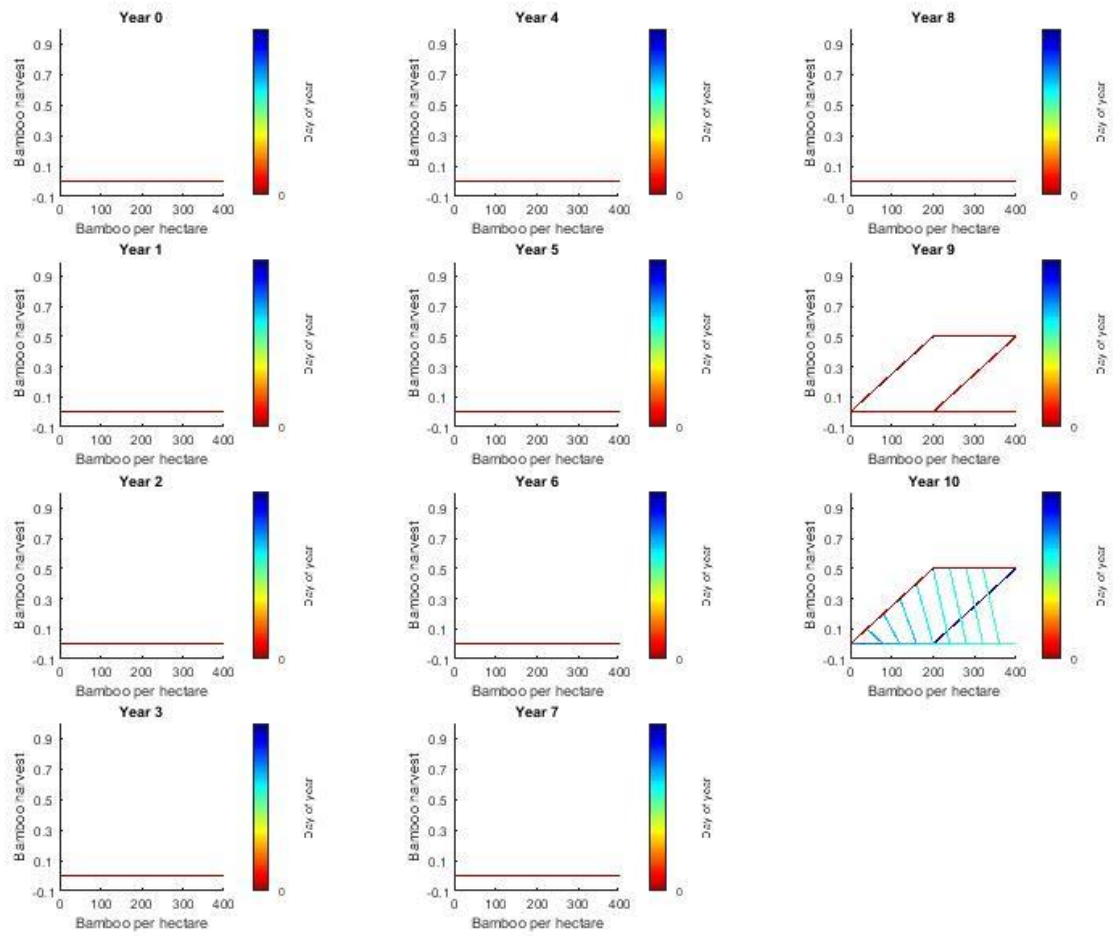 Year 0
Bamboo harvest
0.9
0.7
0.5
0.3
0.1
-0.1
0 100 200 300 400
Bamboo per hectare
0
Day of year
Year 1
Bamboo harvest
0.9
0.7
0.5
0.3
0.1
-0.1
0 100 200 300 400
Bamboo per hectare
0
Day of year
Year 2
Bamboo harvest
0.9
0.7
0.5
0.3
0.1
-0.1
0 100 200 300 400
Bamboo per hectare
0
Day of year
Year 3
Bamboo harvest
0.9
0.7
0.5
0.3
0.1
-0.1
0 100 200 300 400
Bamboo per hectare
0
Day of year
Year 4
Bamboo harvest
0.9
0.7
0.5
0.3
0.1
-0.1
0 100 200 300 400
Bamboo per hectare
0
Day of year
Year 5
Bamboo harvest
0.9
0.7
0.5
0.3
0.1
-0.1
0 100 200 300 400
Bamboo per hectare
0
Day of year
Year 6
Bamboo harvest
0.9
0.7
0.5
0.3
0.1
-0.1
0 100 200 300 400
Bamboo per hectare
0
Day of year
Year 7
Bamboo harvest
0.9
0.7
0.5
0.3
0.1
-0.1
0 100 200 300 400
Bamboo per hectare
0
Day of year
Year 8
Bamboo harvest
0.9
0.7
0.5
0.3
0.1
-0.1
0 100 200 300 400
Bamboo per hectare
0
Day of year
Year 9
Bamboo harvest
0.9
0.7
0.5
0.3
0.1
-0.1
0 100 200 300 400
Bamboo per hectare
0
Day of year
Year 10
Bamboo harvest
0.9
0.7
0.5
0.3
0.1
-0.1
0 100 200 300 400
Bamboo per hectare
0
Day of year